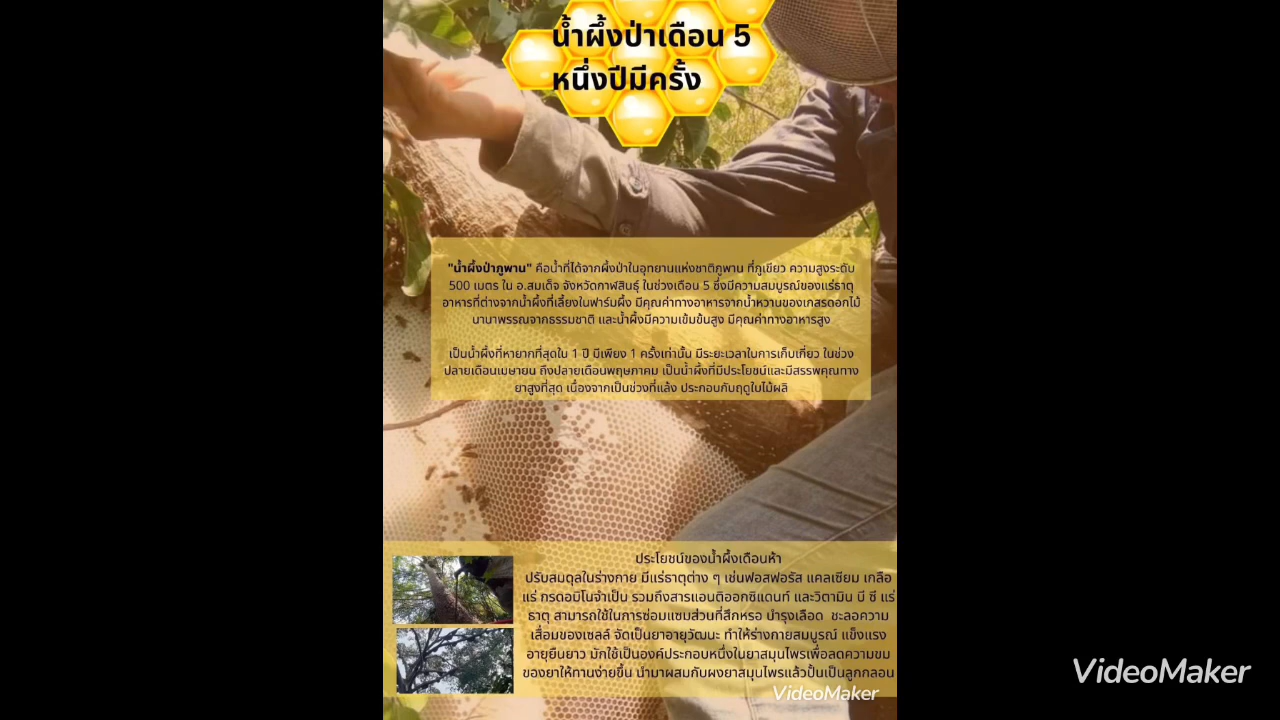 น้ำผึ้งป่าเดือน 5
หนึ่งปีมีครั้ง
"น้ำผึ้งป่าภูพาน" คือน้ำที่ได้จากผึ้งป่าในอุทยานแห่งชาติภูพาน ที่ภูเขียว ความสูงระดับ
500 เมตร ใน อ.สมเด็จ จังหวัดกาฬสินธุ์ ในช่วงเดือน 5 ซึ่งมีความสมบูรณ์ของแร่ธาตุ
อาหารที่ต่างจากน้ำผึ้งที่เลี้ยงในฟาร์มผึ้ง มีคุณค่าทางอาหารจากน้ำหวานของเกสรดอกไม้
นานาพรรณจากธรรมชาติ และน้ำผึ้งมีความเข้มข้นสูง มีคุณค่าทางอาหารสูง
เป็นน้ำผึ้งที่หายากที่สุดใน 1 ปี มีเพียง 1 ครั้งเท่านั้น มีระยะเวลาในการเก็บเกี่ยว ในช่วง
ปลายเดือนเมษายน ถึงปลายเดือนพฤษภาคม เป็นน้ำผึ้งที่มีประโยชน์และมีสรรพคุณทาง
ยาสูงที่สุด เนื่องจากเป็นช่วงที่แล้ง ประกอบกับฤดูใบไม้ผลิ
ประโยชน์ของน้ำผึ้งเดือนห้า
ปรับสมดุลในร่างกาย มีแร่ธาตุต่าง ๆ เช่นฟอสฟอรัส แคลเซียม เกลือ
แร่ กรดอมิโนจำเป็น รวมถึงสารแอนติออกซิแดนท์ และวิตามิน บี ซี แร่
ธาตุ สามารถใช้ในการซ่อมแซมส่วนที่สึกหรอ บำรุงเลือด ชะลอความ
เสื่อมของเซลล์ จัดเป็นยาอายุวัฒนะ ทำให้ร่างกายสมบูรณ์ แข็งแรง
อายุยืนยาว มักใช้เป็นองค์ประกอบหนึ่งในยาสมุนไพรเพื่อลดความขม
ของยาให้ทานง่ายขึ้น นำมาผสมกับผงยาสมุนไพรแล้วปั้นเป็นลูกกลอน
VideoMaker
VideoMaker